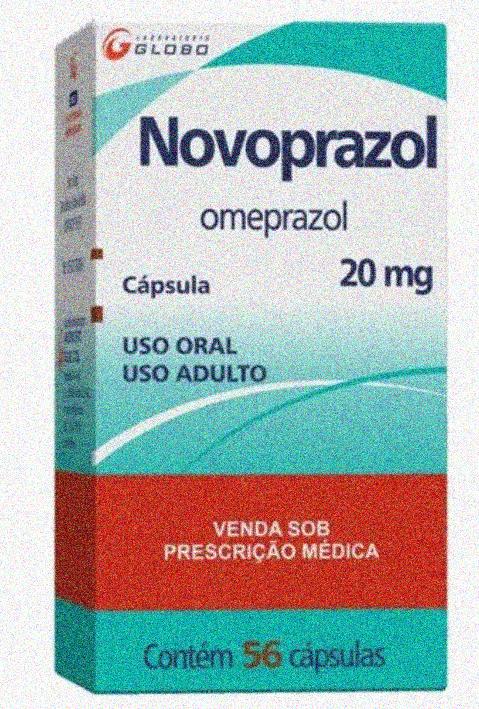 LABORATÓRIO
GLOBO
Novoprazol
omeprazol
20 mg
Cápsula
USO ORAL
USO ADULTO
VENDA SOB
PRESCRIÇÃO MÉDICA
Contém 56 cápsulas